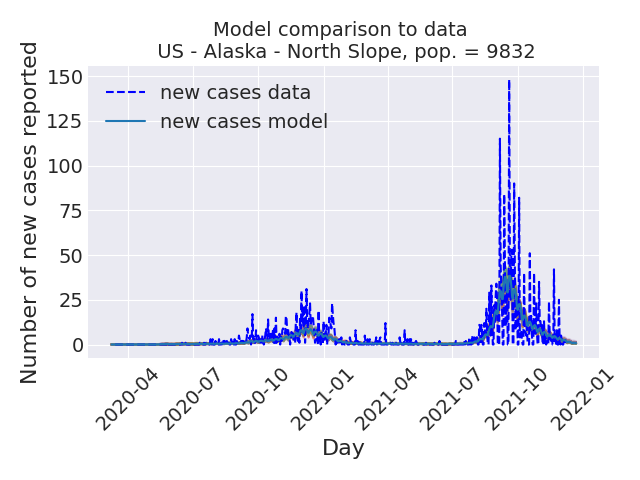 Model comparison to data
US - Alaska - North Slope, pop. = 9832
Number of new cases reported
150
125
100
75
50
25
0
new cases data
new cases model
2020-04
2020-07
2020-10
2021-01
2021-04
2021-07
2021-10
2022-01
Day